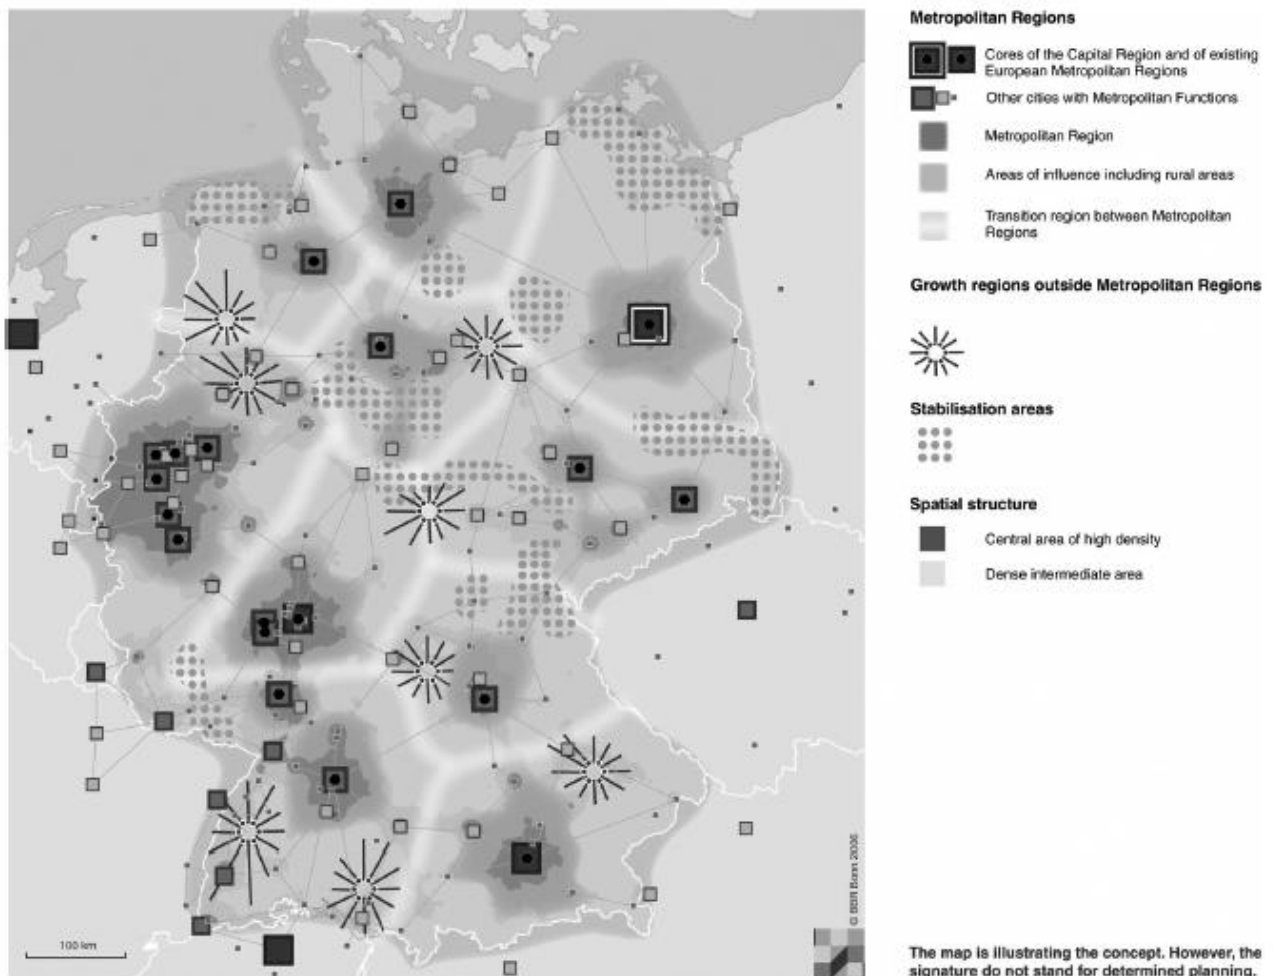 Metropolitan Regions
Cores of the Capital Region and of existing
European Metropolitan Regions
Other cities with Metropolitan Functions
Metropolitan Region
Areas of influence including rural areas
Transition region between Metropolitan
Regions
Growth regions outside Metropolitan Regions
Stabilisation areas
Spatial structure
Central area of high density
Dense intermediate area
100 km
© BBR Bonn 2006
The map is illustrating the concept. However, the
signature do not stand for determined planning.